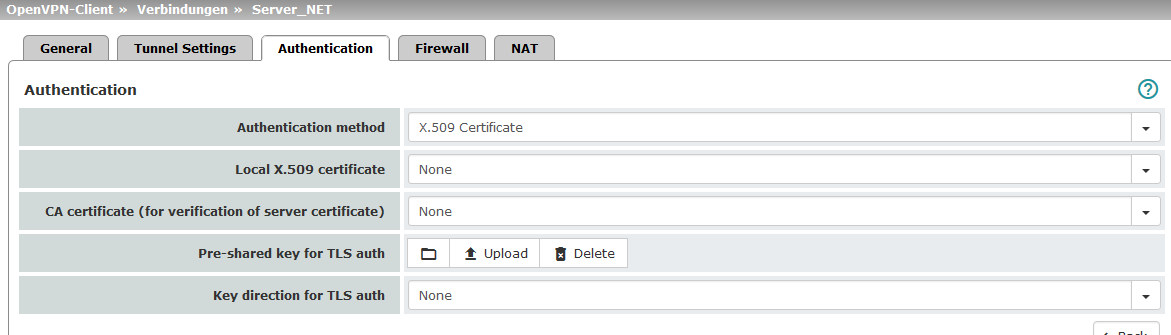 OpenVPN-Client » Verbindungen » Server_NET
General Tunnel Settings Authentication Firewall NAT
Authentication
Authentication method X.509 Certificate
Local X.509 certificate None
CA certificate (for verification of server certificate) None
Pre-shared key for TLS auth Upload Delete
Key direction for TLS auth None